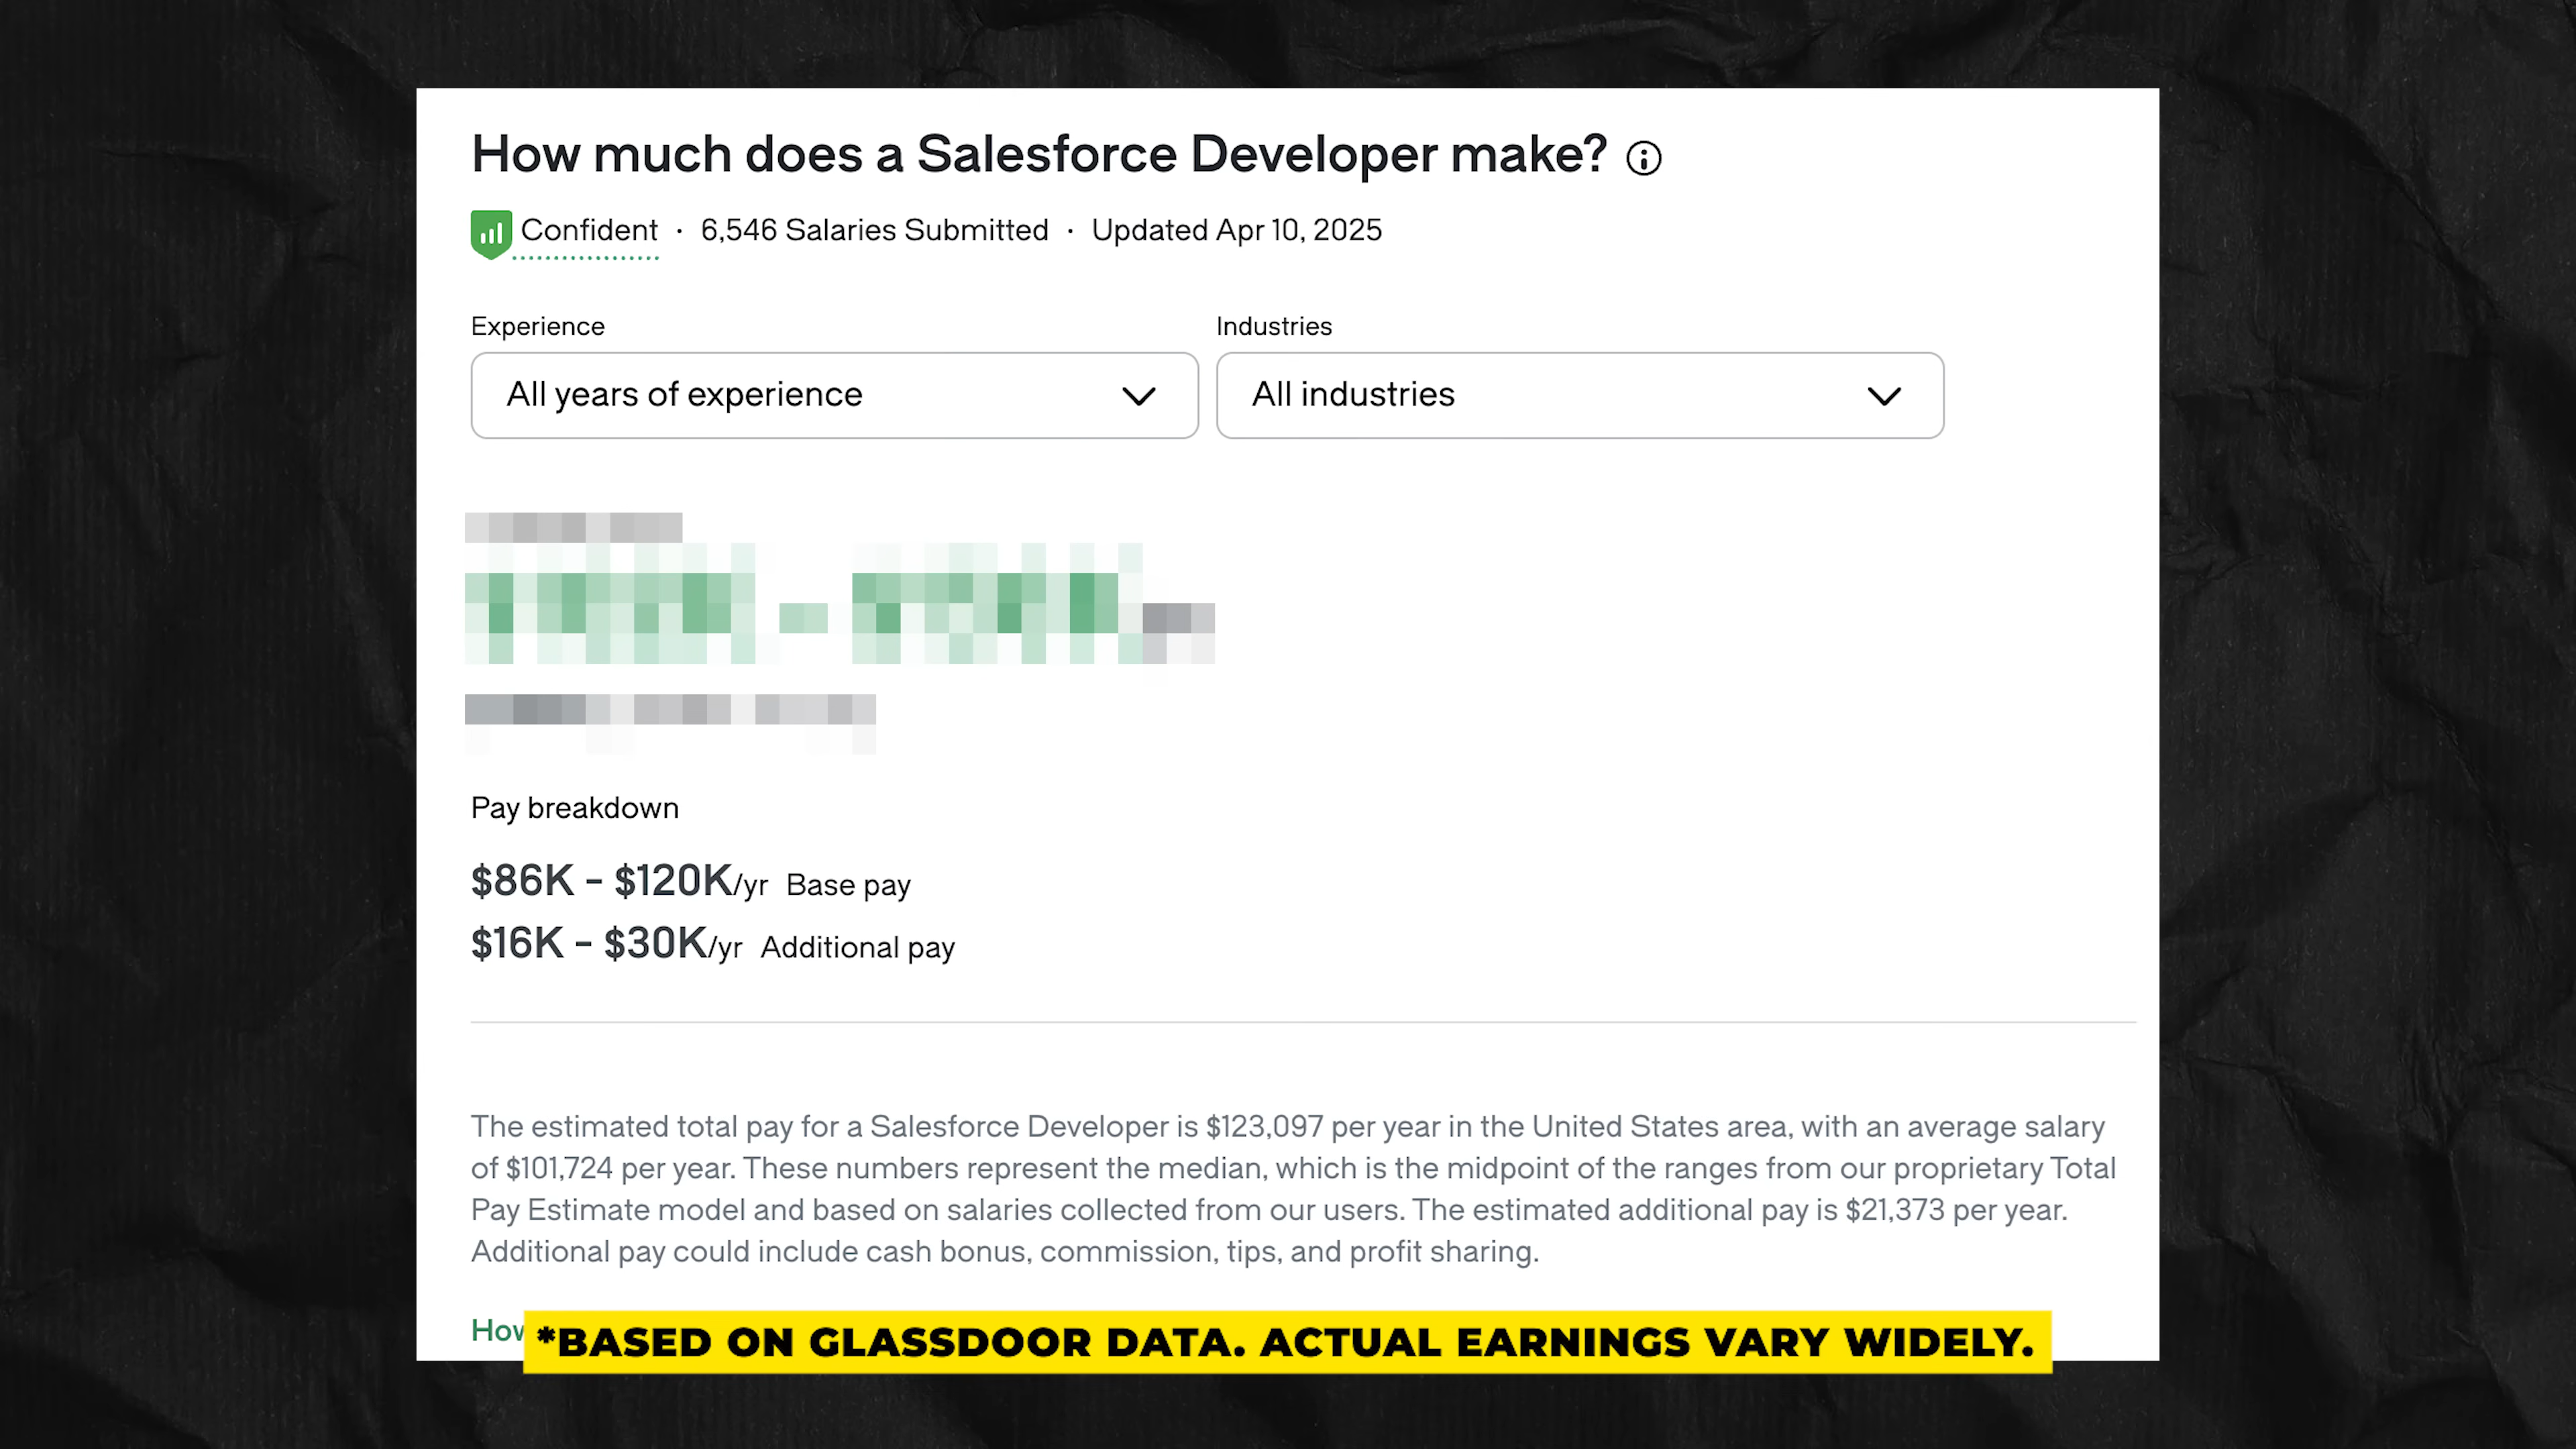 How much does a Salesforce Developer make?
Confident · 6,546 Salaries Submitted · Updated Apr 10, 2025
Experience
Industries
All years of experience
All industries
Pay breakdown
$86K - $120K/yr Base pay
$16K - $30K/yr Additional pay
The estimated total pay for a Salesforce Developer is $123,097 per year in the United States area, with an average salary
of $101,724 per year. These numbers represent the median, which is the midpoint of the ranges from our proprietary Total
Pay Estimate model and based on salaries collected from our users. The estimated additional pay is $21,373 per year.
Additional pay could include cash bonus, commission, tips, and profit sharing.
*BASED ON GLASSDOOR DATA. ACTUAL EARNINGS VARY WIDELY.